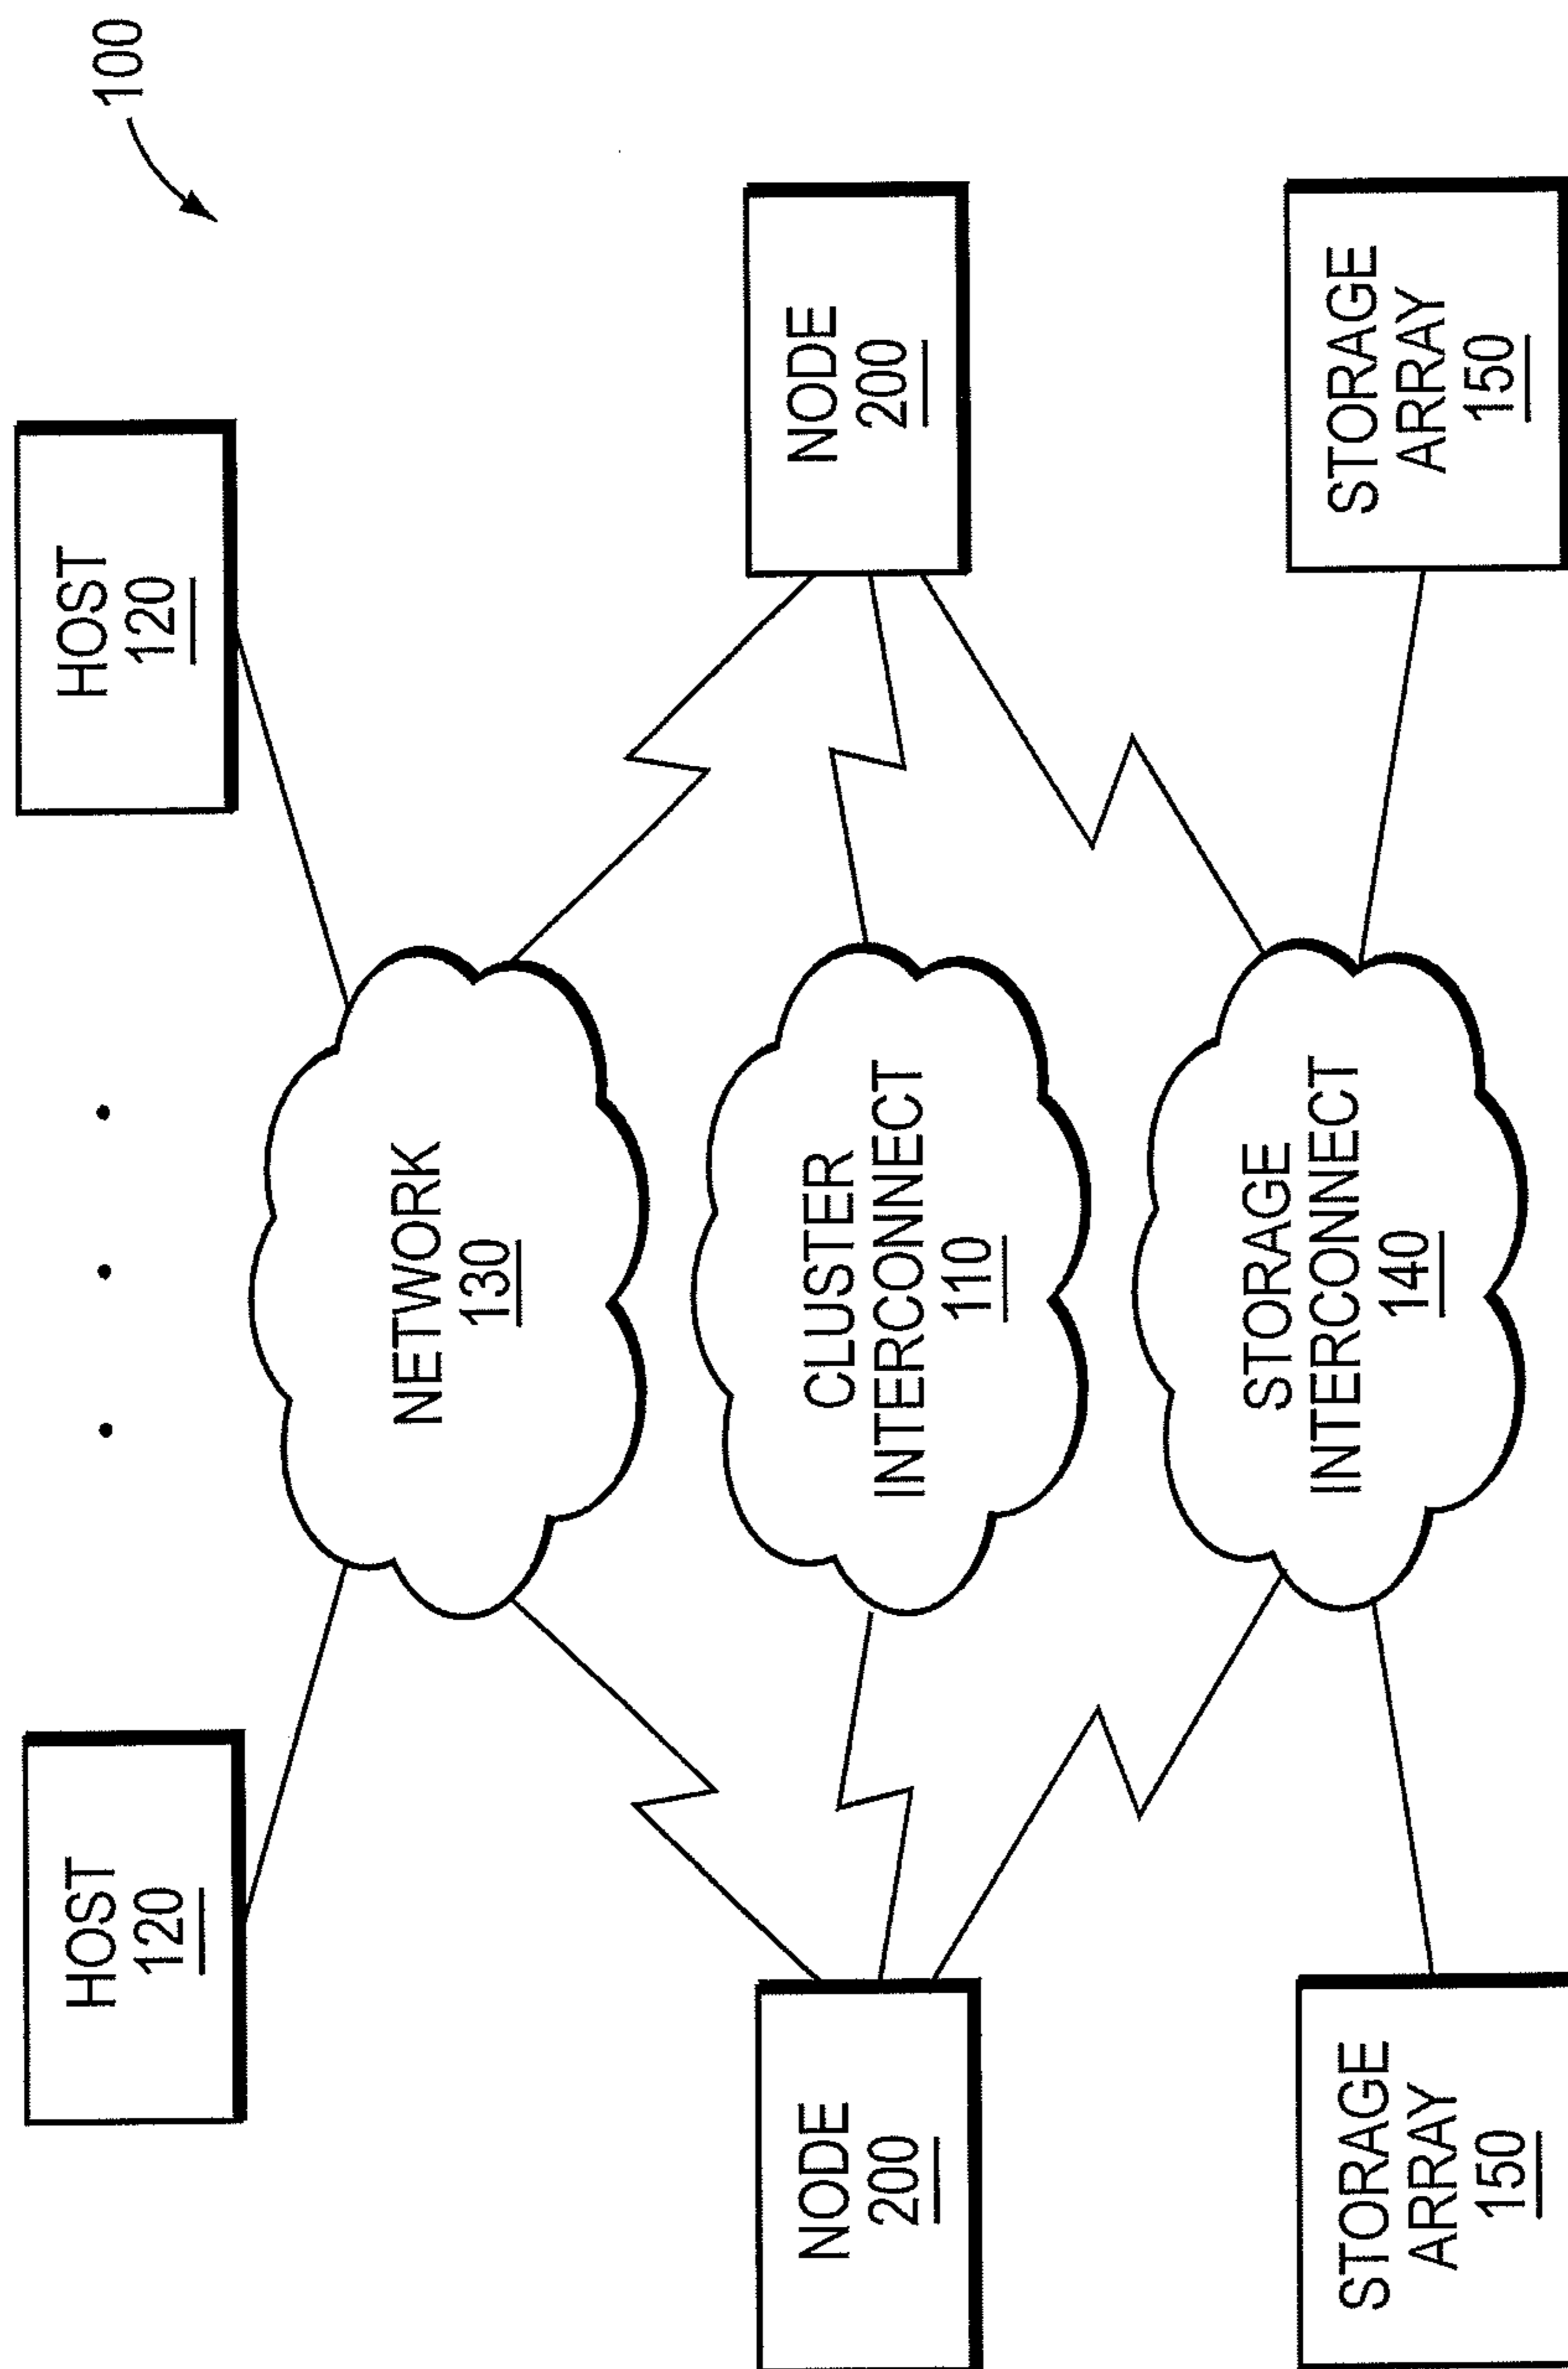 100
HOST
120
HOST
120
NETWORK
130
NODE
200
CLUSTER
INTERCONNECT
110
NODE
200
STORAGE
INTERCONNECT
140
STORAGE
ARRAY
150
STORAGE
ARRAY
150